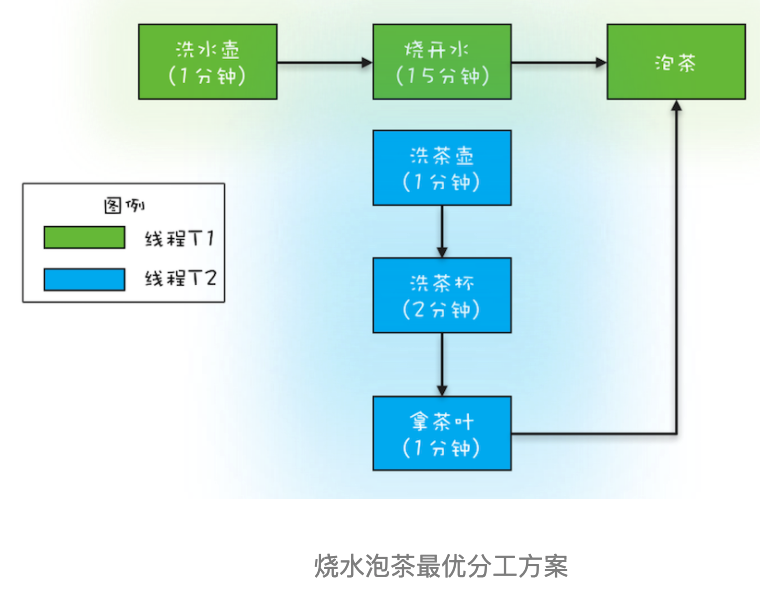 洗水壶
(1分钟)
烧开水
(15分钟)
泡茶
洗茶壶
(1分钟)
图例
线程T1
线程T2
洗茶杯
(2分钟)
拿茶叶
(1分钟)
烧水泡茶最优分工方案